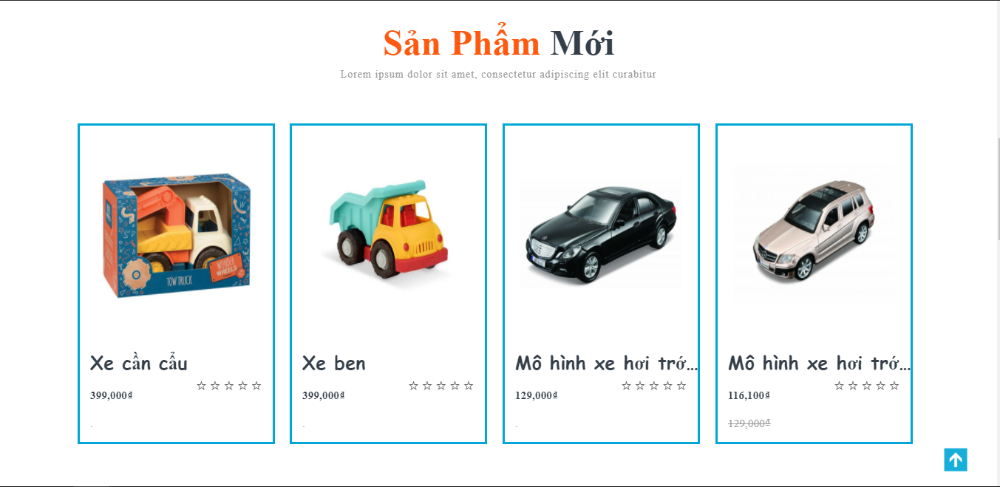 Sản Phẩm Mới
Lorem ipsum dolor sit amet, consectetur adipiscing elit curabitur
WONDER
WHEELS
TOW TRUCK
Xe cần cẩu
☆ ☆ ☆ ☆ ☆
399,000₫
.
Xe ben
☆ ☆ ☆ ☆ ☆
399,000₫
.
Mô hình xe hơi trớ...
☆ ☆ ☆ ☆ ☆
129,000₫
.
Mô hình xe hơi trớ...
☆ ☆ ☆ ☆ ☆
116,100₫
129,000₫